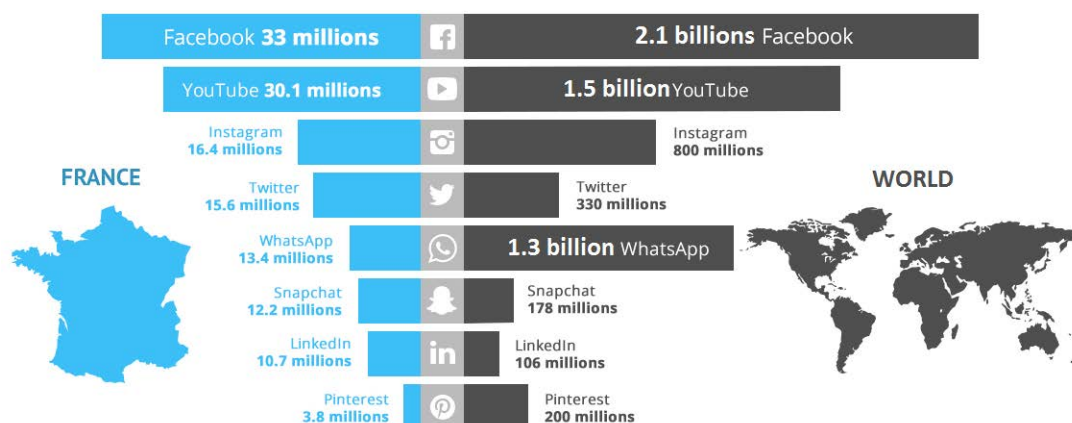 Facebook 33 millions
2.1 billions Facebook
YouTube 30.1 millions
1.5 billion YouTube
Instagram
16.4 millions
Instagram
800 millions
FRANCE
WORLD
Twitter
15.6 millions
Twitter
330 millions
WhatsApp
13.4 millions
1.3 billion WhatsApp
Snapchat
12.2 millions
Snapchat
178 millions
LinkedIn
10.7 millions
in
LinkedIn
106 millions
Pinterest
3.8 millions
Pinterest
200 millions